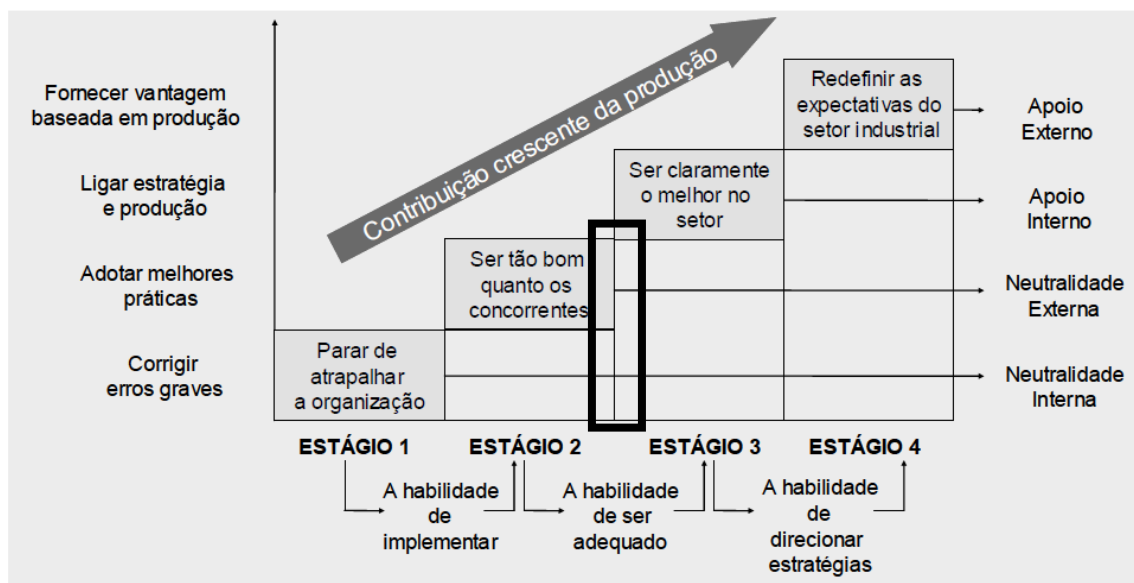 Fornecer vantagem
baseada em produção
Ligar estratégia
e produção
Adotar melhores
práticas
Corrigir
erros graves
Contribuição crescente da produção
Redefinir as
expectativas do
setor industrial
Ser claramente
o melhor no
setor
Ser tão bom
quanto os
concorrentes
Parar de
atrapalhar
a organização
Apoio
Externo
Apoio
Interno
Neutralidade
Externa
Neutralidade
Interna
ESTÁGIO 1
ESTÁGIO 2
ESTÁGIO 3
ESTÁGIO 4
A habilidade
de
implementar
A habilidade
de ser
adequado
A habilidade
de
direcionar
estratégias